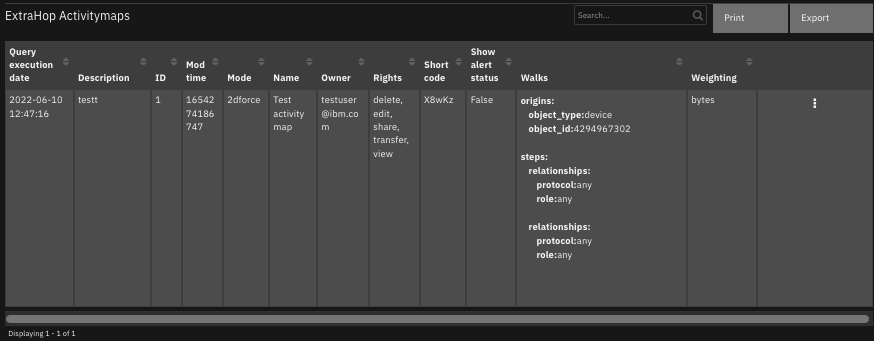 ExtraHop Activitymaps
Search...
Print
Export
Query execution date
Description
ID
Mod time
Mode
Name
Owner
Rights
Short code
Show alert status
Walks
Weighting
2022-06-10 12:47:16
testt
1
1654274186747
2dforce
Test activity map
testuser@ibm.com
delete, edit, share, transfer, view
X8wKz
False
origins:
object_type:device
object_id:4294967302
steps:
relationships:
protocol:any
role:any
relationships:
protocol:any
role:any
bytes
Displaying 1 - 1 of 1